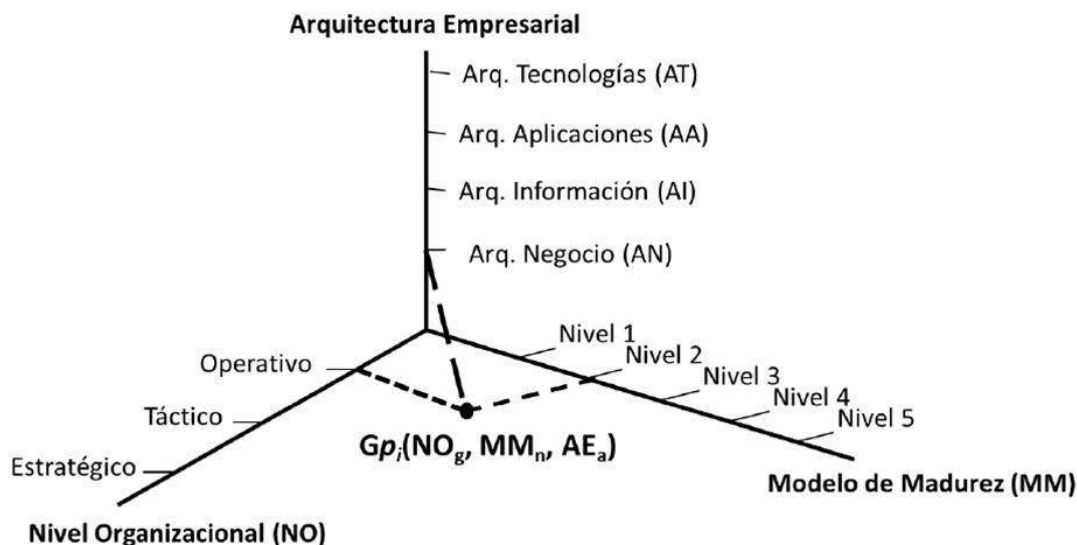 Arquitectura Empresarial
Arq. Tecnologías (AT)
Arq. Aplicaciones (AA)
Arq. Información (AI)
Arq. Negocio (AN)
Nivel 1
Nivel 2
Nivel 3
Nivel 4
Nivel 5
Operativo
Táctico
Estratégico
Gpi(NOg, MMn, AEa)
Modelo de Madurez (MM)
Nivel Organizacional (NO)